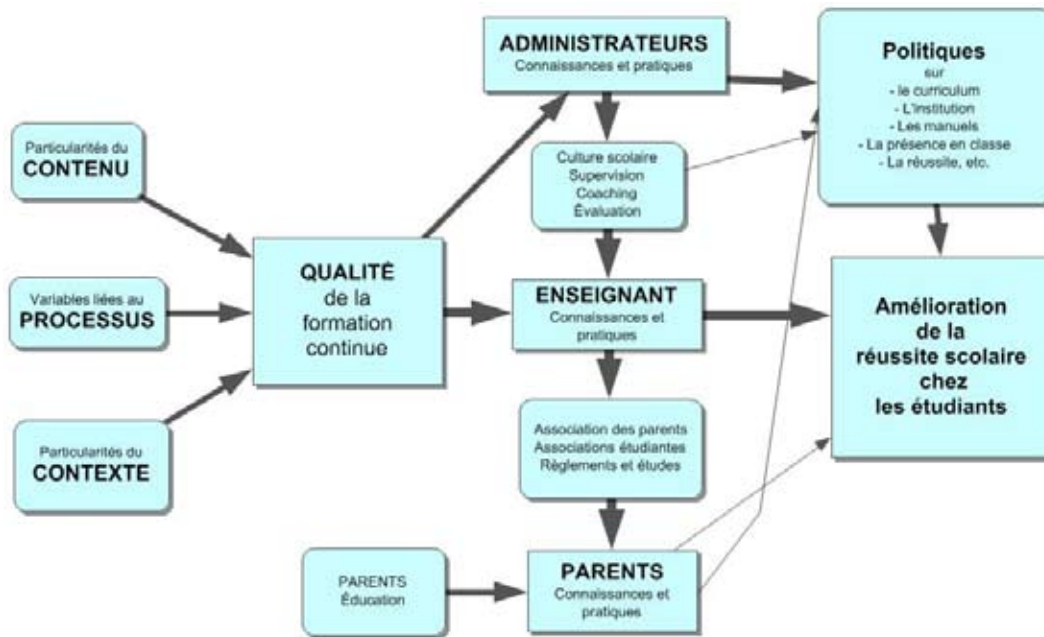 ADMINISTRATEURS
Connaissances et pratiques
Politiques
sur
- le curriculum
- L'institution
- Les manuels
- La présence en classe
- La réussite, etc.
Particularités du
CONTENU
Culture scolaire
Supervision
Coaching
Évaluation
Variables liées au
PROCESSUS
QUALITÉ
de la
formation
continue
ENSEIGNANT
Connaissances et
pratiques
Amélioration
de la
réussite scolaire
chez
les étudiants
Particularités du
CONTEXTE
Association des parents
Associations étudiantes
Règlements et études
PARENTS
Éducation
PARENTS
Connaissances et
pratiques